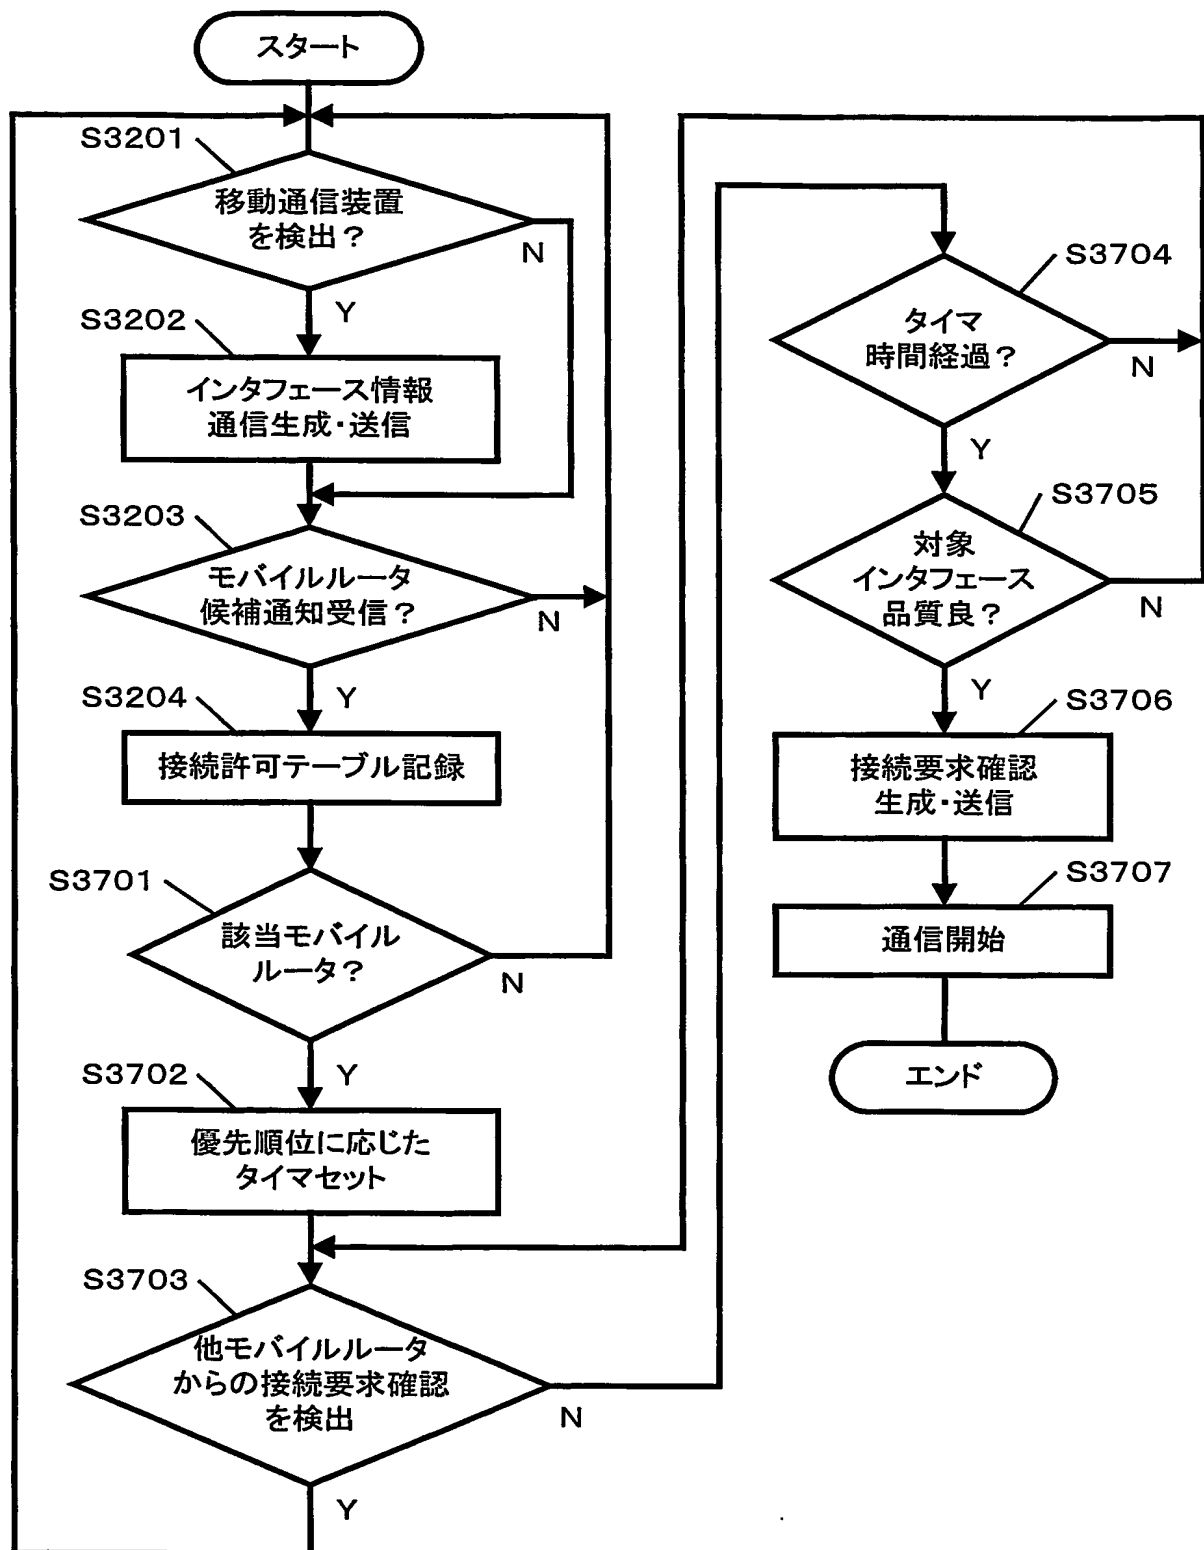 スタート
S3201
移動通信装置
を検出？
N
Y
S3202
インタフェース情報
通信生成・送信
S3203
モバイルルータ
候補通知受信？
N
Y
S3204
接続許可テーブル記録
S3701
該当モバイル
ルータ？
N
Y
S3702
優先順位に応じた
タイマセット
S3703
他モバイルルータ
からの接続要求確認
を検出
N
Y
S3704
タイマ
時間経過？
N
Y
S3705
対象
インタフェース
品質良？
N
Y
S3706
接続要求確認
生成・送信
S3707
通信開始
エンド